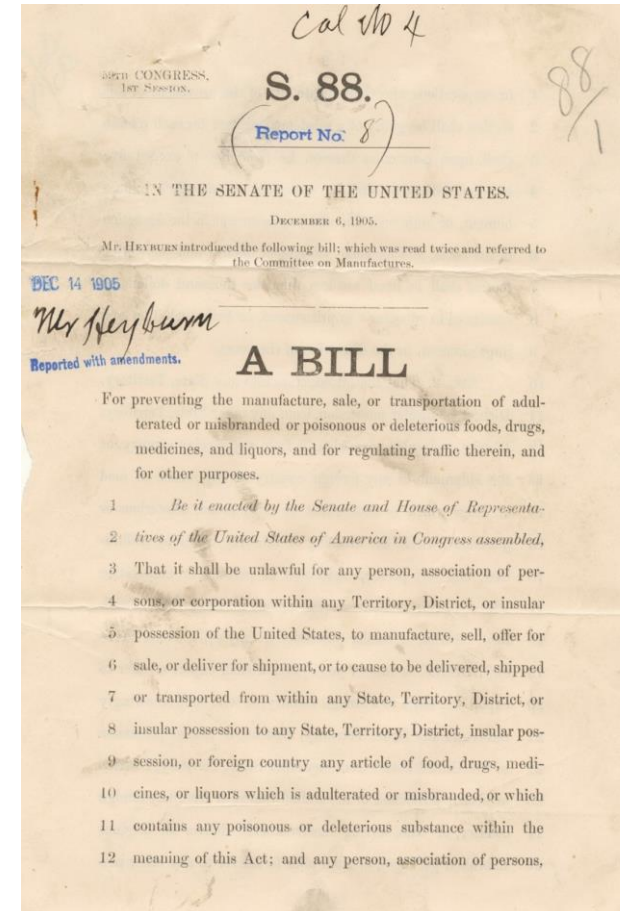 Cal No 4
59TH CONGRESS,
1ST SESSION.
S. 88.
88/1
Report No. 8
IN THE SENATE OF THE UNITED STATES.
DECEMBER 6, 1905.
Mr. HEYBURN introduced the following bill; which was read twice and referred to
the Committee on Manufactures.
DEC 14 1905
Mr Heyburn
Reported with amendments.
A BILL
For preventing the manufacture, sale, or transportation of adul-
terated or misbranded or poisonous or deleterious foods, drugs,
medicines, and liquors, and for regulating traffic therein, and
for other purposes.
1 Be it enacted by the Senate and House of Representa-
2 tives of the United States of America in Congress assembled,
3 That it shall be unlawful for any person, association of per-
4 sons, or corporation within any Territory, District, or insular
5 possession of the United States, to manufacture, sell, offer for
6 sale, or deliver for shipment, or to cause to be delivered, shipped
7 or transported from within any State, Territory, District, or
8 insular possession to any State, Territory, District, insular pos-
9 session, or foreign country any article of food, drugs, medi-
10 cines, or liquors which is adulterated or misbranded, or which
11 contains any poisonous or deleterious substance within the
12 meaning of this Act; and any person, association of persons,